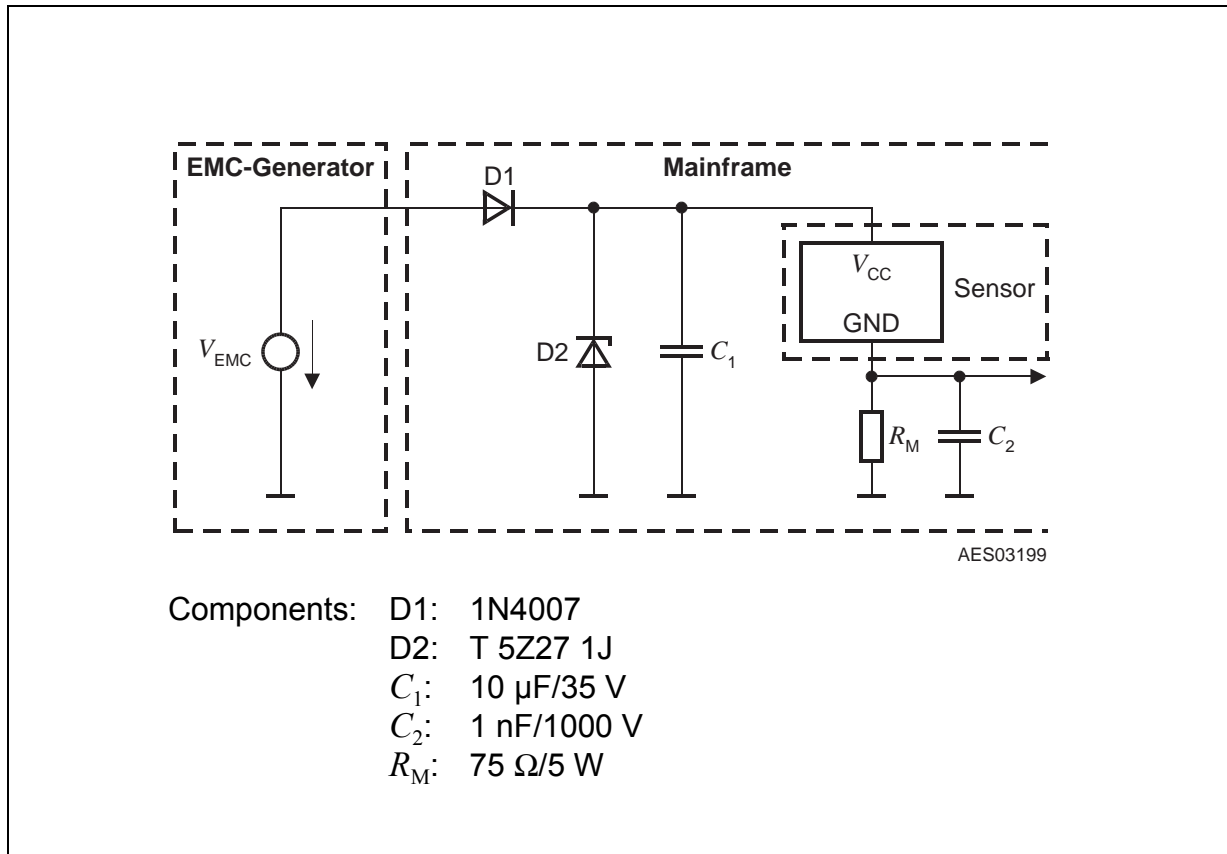 EMC-Generator
Mainframe
D1
V_CC
Sensor
GND
V_EMC
D2
C_1
R_M
C_2
AES03199
Components: D1: 1N4007
D2: T 5Z27 1J
C_1: 10 µF/35 V
C_2: 1 nF/1000 V
R_M: 75 Ω/5 W